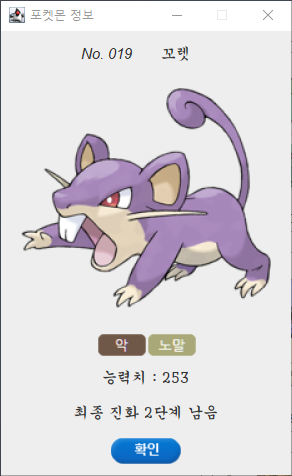 포켓몬 정보
No. 019 꼬렛
악 노말
능력치 : 253
최종 진화 2단계 남음
확인